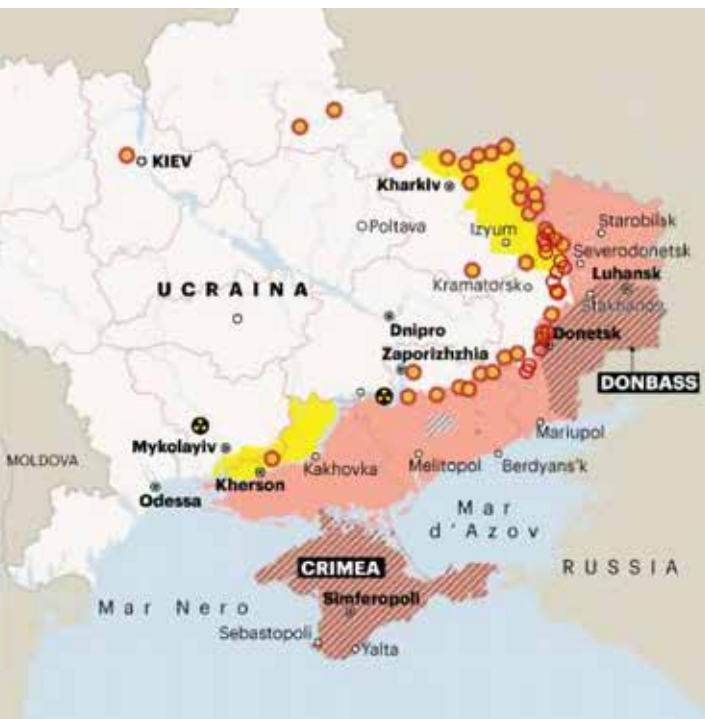 KIEV
Kharkiv
Poltava
Izyum
Starobilsk
Severodonetsk
Luhansk
Kramatorsk
Stakhanov
UCRAINA
Dnipro
Donetsk
Zaporizhzhia
DONBASS
Mariupol
Mykolayiv
MOLDOVA
Kakhovka
Melitopol
Berdyans'k
Kherson
Odessa
Mar
d'Azov
CRIMEA
RUSSIA
Simferopoli
Mar Nero
Sebastopoli
Yalta